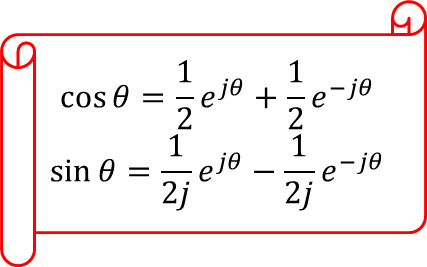 cos θ = 1/2 e^{jθ} + 1/2 e^{-jθ}
sin θ = 1/2j e^{jθ} − 1/2j e^{-jθ}